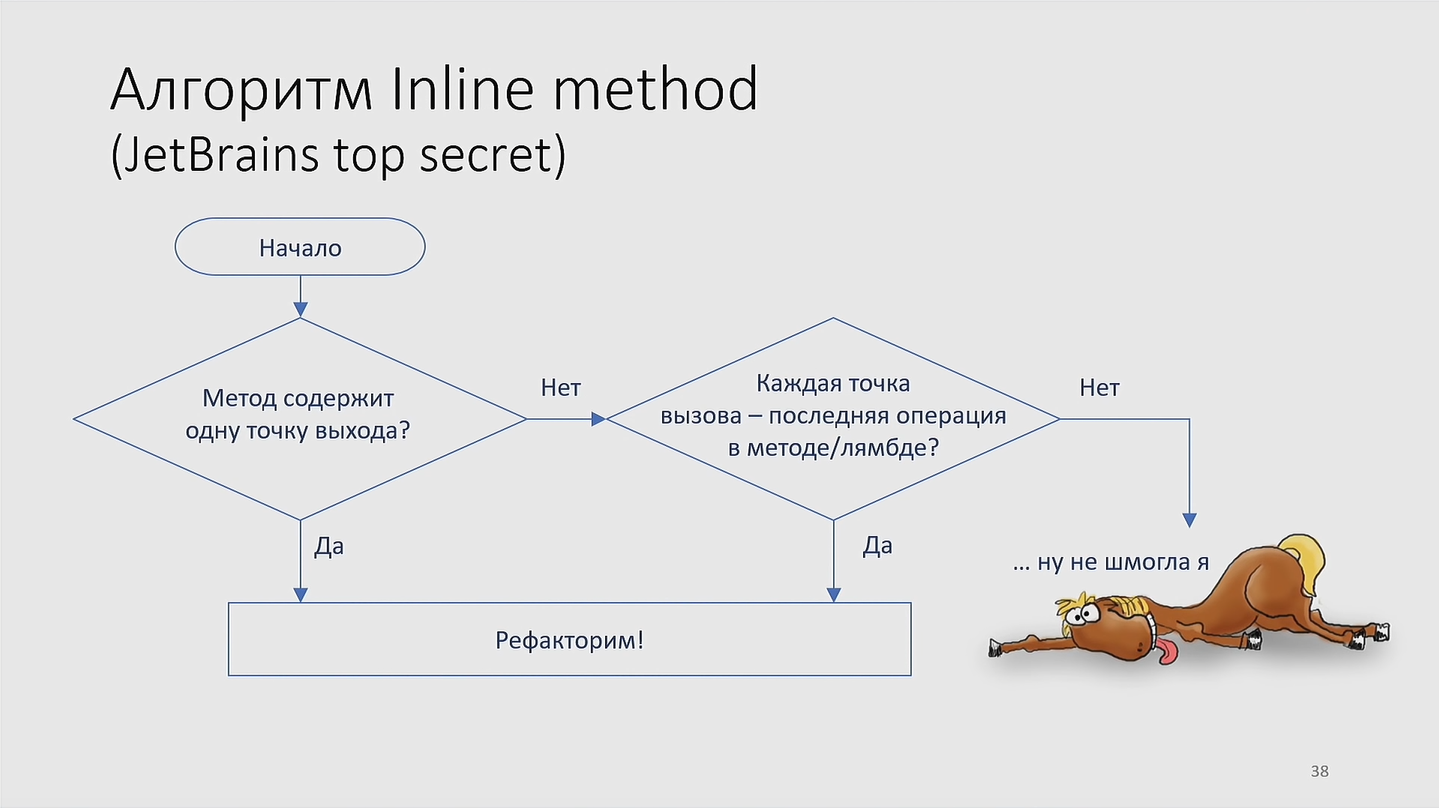 Алгоритм Inline method
(JetBrains top secret)
Начало
Метод содержит
одну точку выхода?
Нет
Каждая точка
вызова – последняя операция
в методе/лямбде?
Нет
Да
Да
… ну не шмогла я
Рефакторим!
38